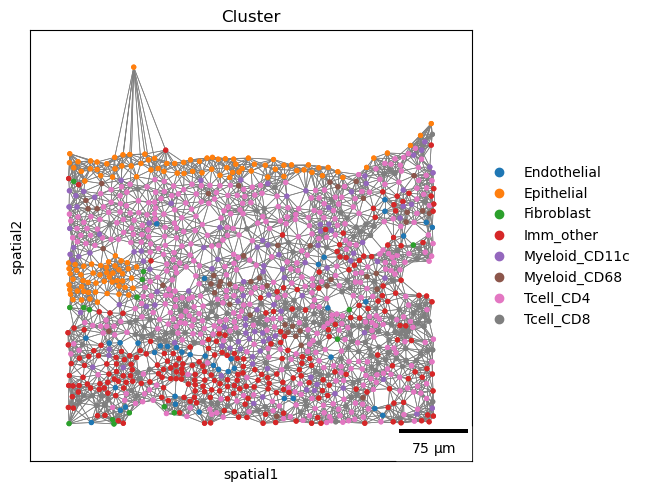 Cluster
spatial2
Endothelial
Epithelial
Fibroblast
Imm_other
Myeloid_CD11c
Myeloid_CD68
Tcell_CD4
Tcell_CD8
75 µm
spatial1